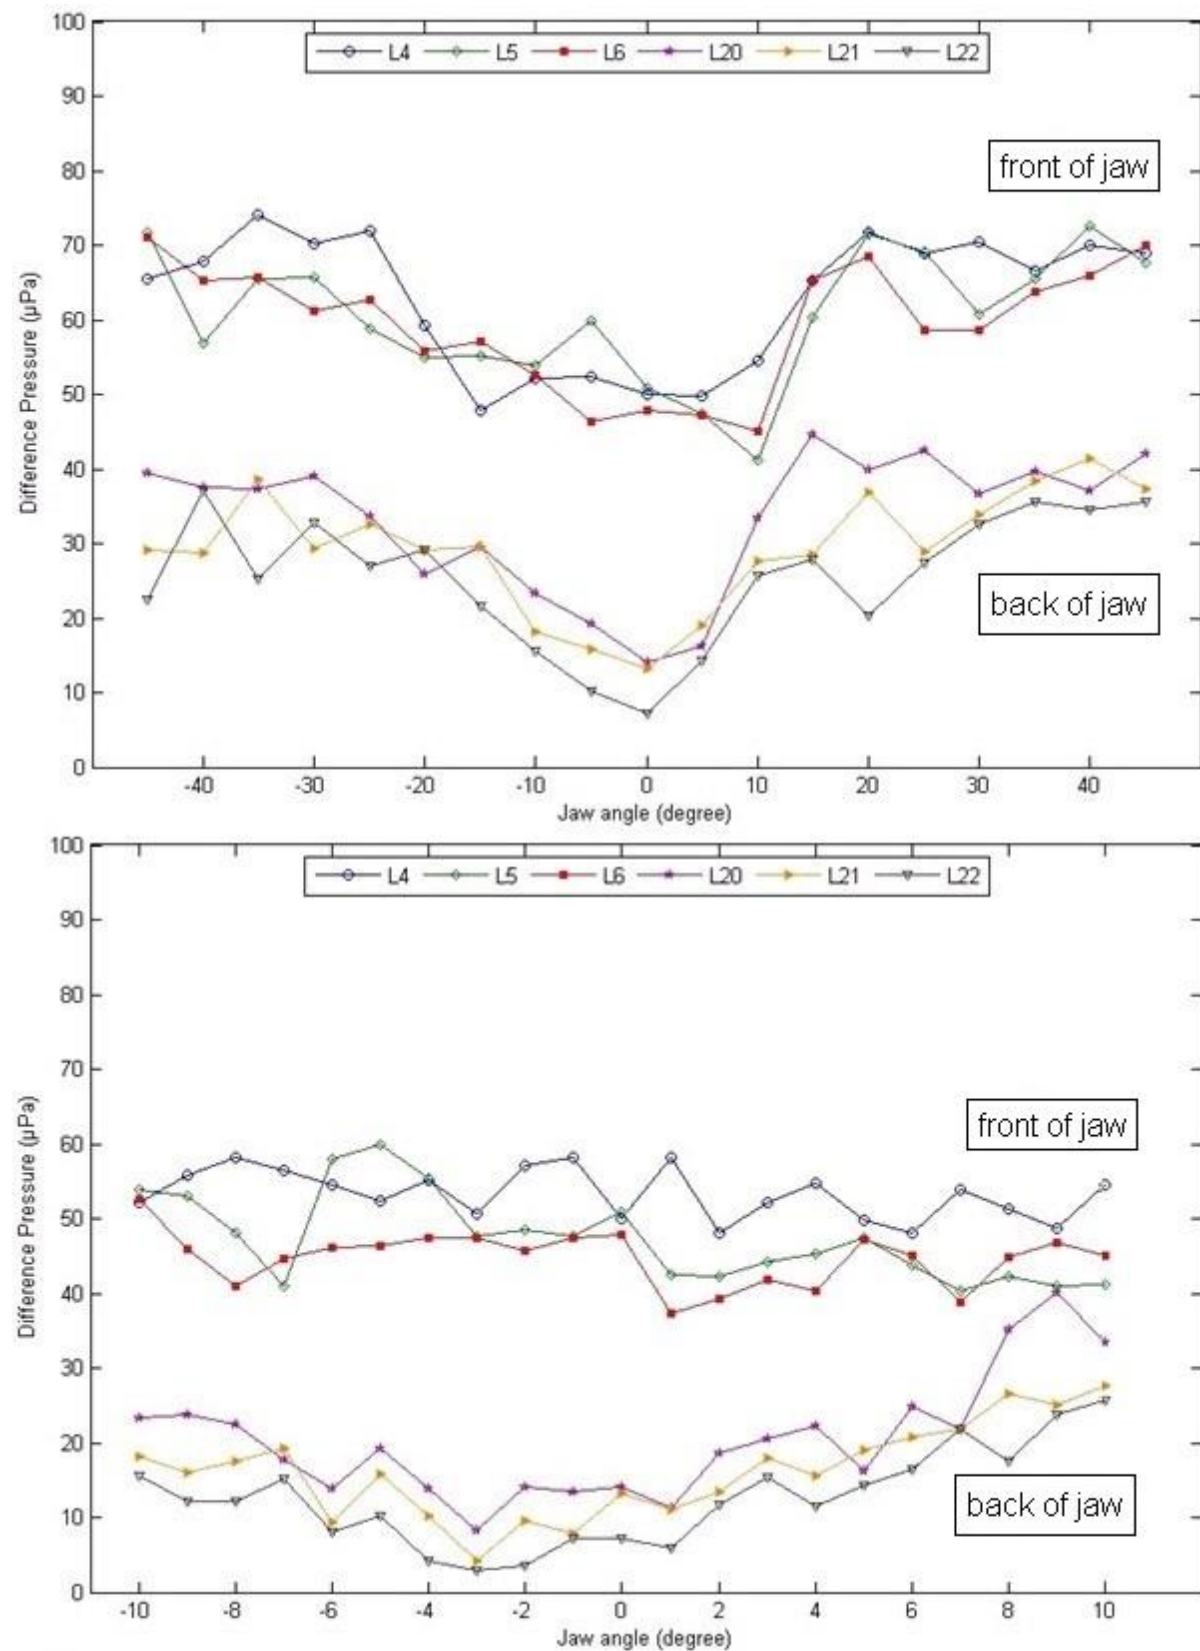 100
L4 L5 L6 L20 L21 L22
90
front of jaw
80
70
60
50
40
30
back of jaw
20
10
0
Difference Pressure (µPa)
-40 -30 -20 -10 0 10 20 30 40
Jaw angle (degree)
100
L4 L5 L6 L20 L21 L22
90
80
70
front of jaw
60
50
40
30
20
back of jaw
10
0
Difference Pressure (µPa)
-10 -8 -6 -4 -2 0 2 4 6 8 10
Jaw angle (degree)